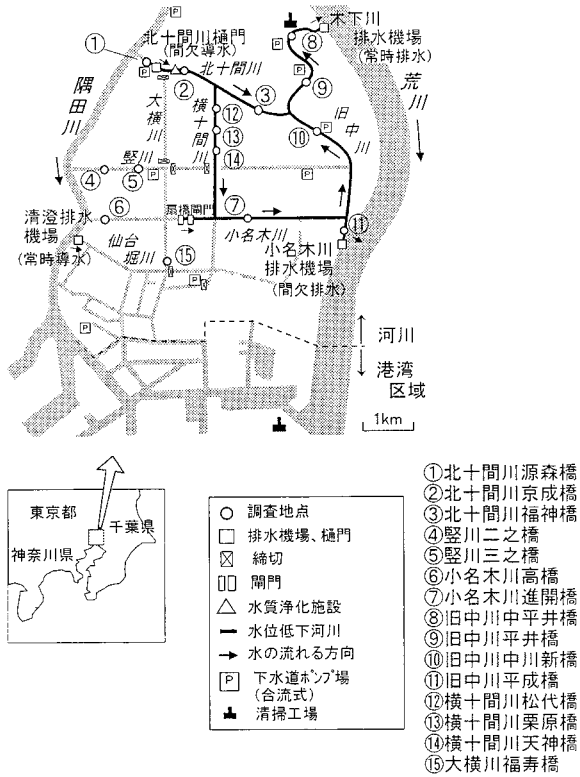 木下川
排水機場
(常時排水)
北十間川樋門
(間欠導水)
①
P
P
P
⑧
北十間川
②
③
⑨
P
隅田川
大横川
横十間川
旧中川
荒川
⑫
⑬
⑭
⑩
P
竪川
④
⑤
P
P
清澄排水
機場
(常時導水)
⑥
扇橋閘門
⑦
小名木川
⑪
仙台
堀川
⑮
小名木川
排水機場
(間欠排水)
P
P
河川
港湾
区域
1km
東京都
千葉県
神奈川県
調査地点
排水機場、樋門
締切
閘門
水質浄化施設
水位低下河川
水の流れる方向
P 下水道ポンプ場
(合流式)
清掃工場
①北十間川源森橋
②北十間川京成橋
③北十間川福神橋
④竪川二之橋
⑤竪川三之橋
⑥小名木川高橋
⑦小名木川進開橋
⑧旧中川中平井橋
⑨旧中川平井橋
⑩旧中川中川新橋
⑪旧中川平成橋
⑫横十間川松代橋
⑬横十間川栗原橋
⑭横十間川天神橋
⑮大横川福寿橋